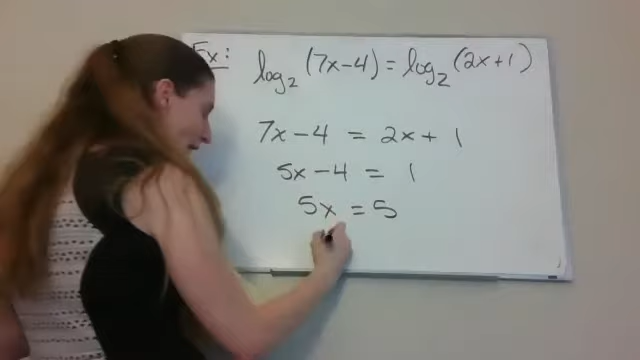 Ex:
log₂ (7x-4) = log₂ (2x+1)
7x-4 = 2x+1
5x-4 = 1
5x = 5